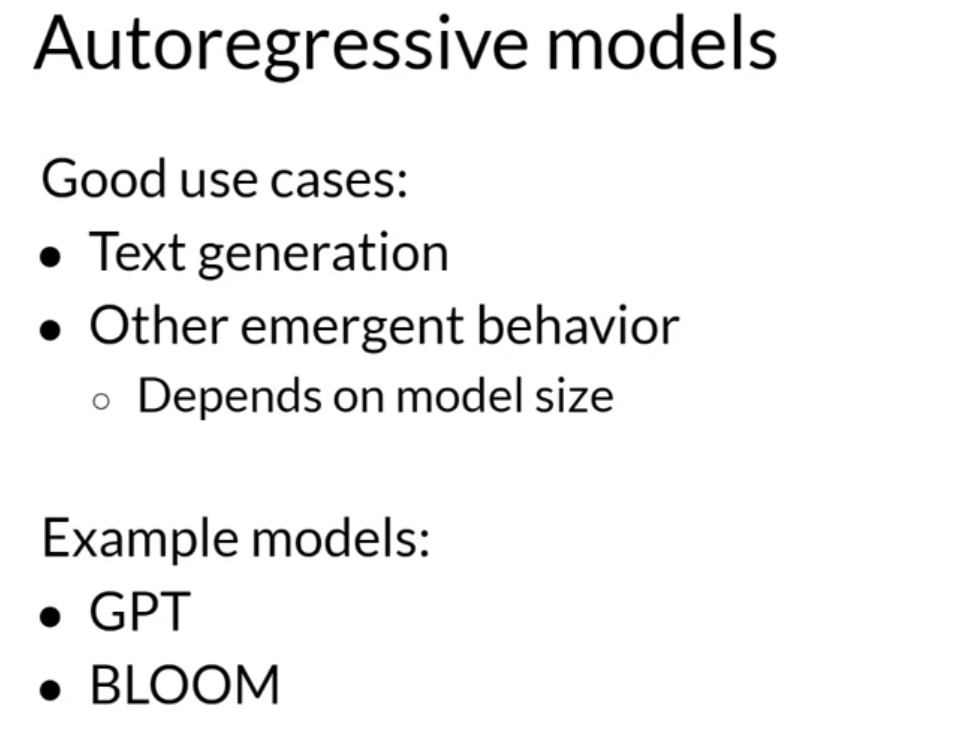 Autoregressive models
Good use cases:
● Text generation
● Other emergent behavior
○ Depends on model size
Example models:
● GPT
● BLOOM